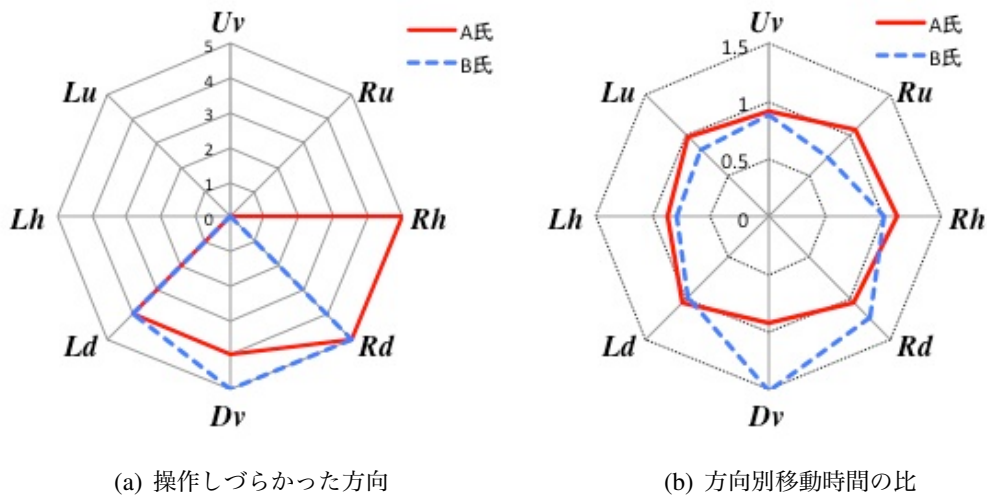 Uv
5
4
3
2
1
0
Lu
Ru
Lh
Rh
Ld
Rd
Dv
A氏
B氏
(a) 操作しづらかった方向
Uv
1.5
1
0.5
0
Lu
Ru
Lh
Rh
Ld
Rd
Dv
A氏
B氏
(b) 方向別移動時間の比